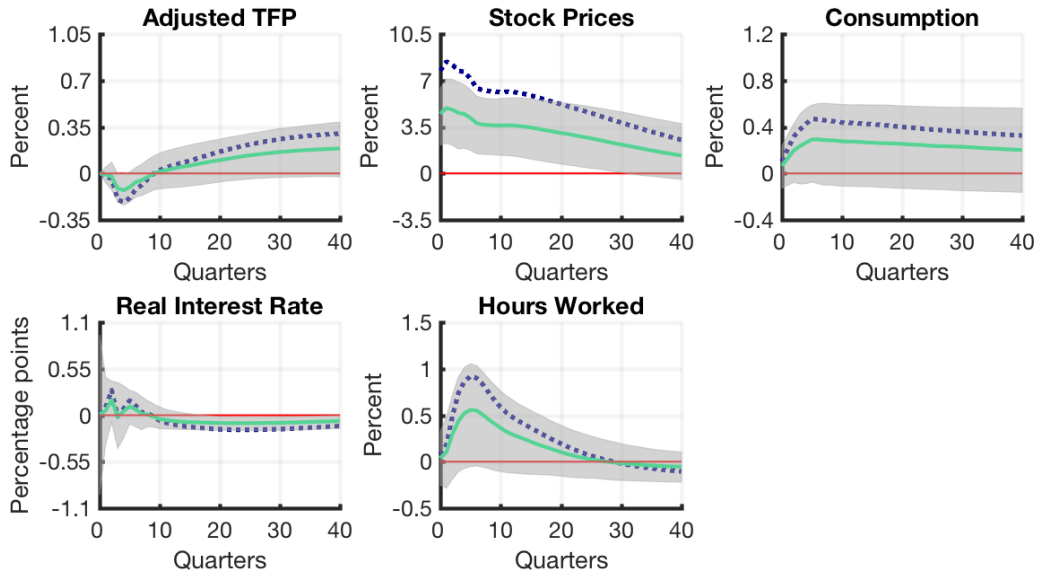 Adjusted TFP
1.05
0.7
0.35
0
-0.35
Percent
0 10 20 30 40
Quarters
Stock Prices
10.5
7
3.5
0
-3.5
Percent
0 10 20 30 40
Quarters
Consumption
1.2
0.8
0.4
0
-0.4
Percent
0 10 20 30 40
Quarters
Real Interest Rate
1.1
0.55
0
-0.55
-1.1
Percentage points
0 10 20 30 40
Quarters
Hours Worked
1.5
1
0.5
0
-0.5
Percent
0 10 20 30 40
Quarters